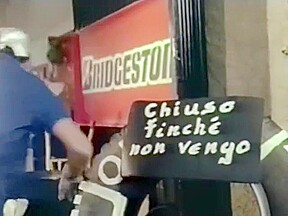 BRIDGESTON
Chiuso
finché
non vengo